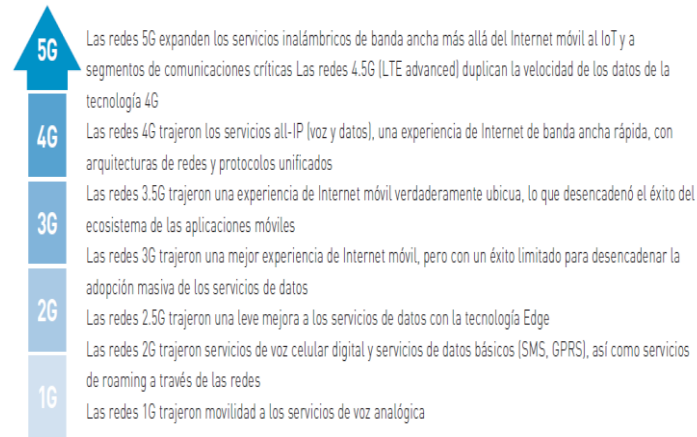 5G
Las redes 5G expanden los servicios inalámbricos de banda ancha más allá del Internet móvil al IoT y a
segmentos de comunicaciones críticas Las redes 4.5G (LTE advanced) duplican la velocidad de los datos de la
tecnología 4G
4G
Las redes 4G trajeron los servicios all-IP (voz y datos), una experiencia de Internet de banda ancha rápida, con
arquitecturas de redes y protocolos unificados
Las redes 3.5G trajeron una experiencia de Internet móvil verdaderamente ubicua, lo que desencadenó el éxito del
3G
ecosistema de las aplicaciones móviles
Las redes 3G trajeron una mejor experiencia de Internet móvil, pero con un éxito limitado para desencadenar la
adopción masiva de los servicios de datos
2G
Las redes 2.5G trajeron una leve mejora a los servicios de datos con la tecnología Edge
Las redes 2G trajeron servicios de voz celular digital y servicios de datos básicos (SMS, GPRS), así como servicios
de roaming a través de las redes
1G
Las redes 1G trajeron movilidad a los servicios de voz analógica